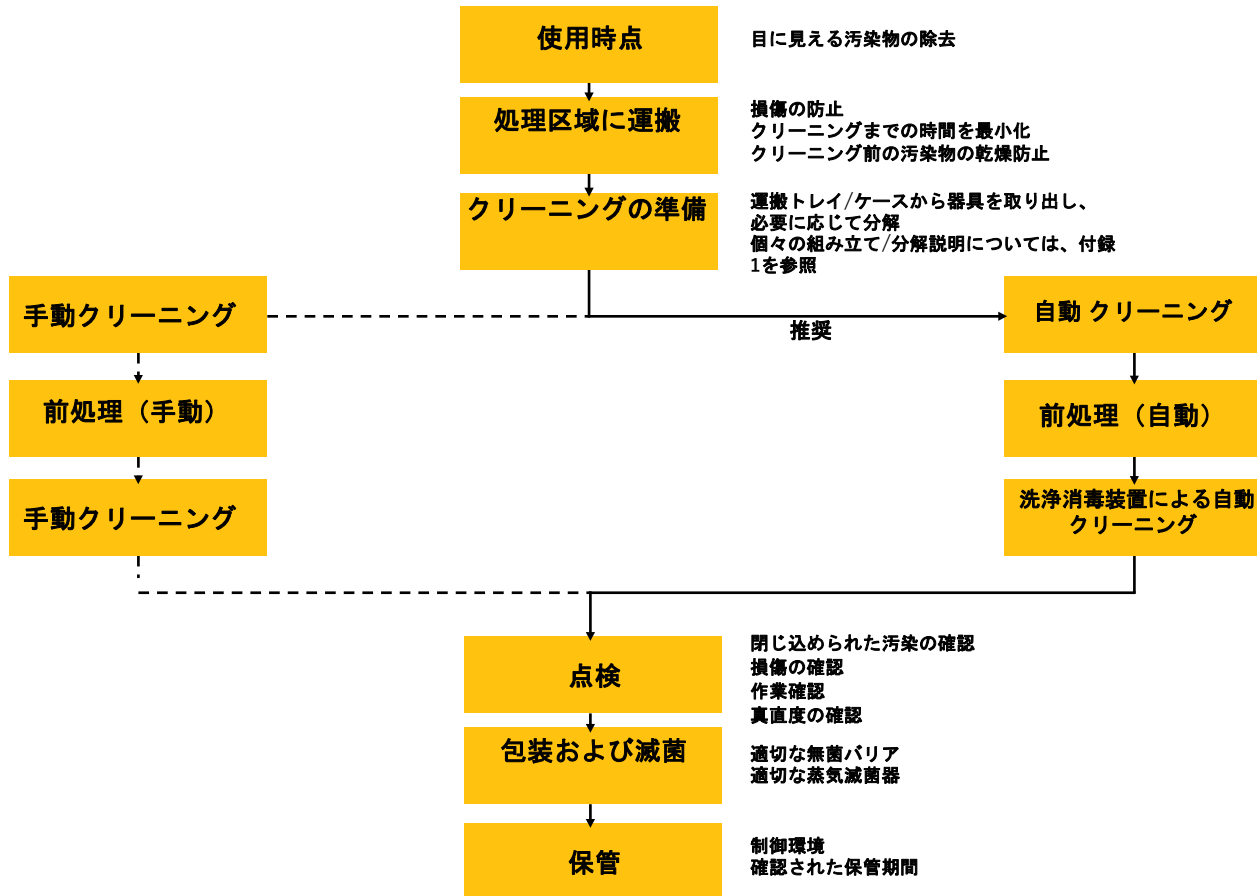 使用時点
目に見える汚染物の除去
処理区域に運搬
損傷の防止
クリーニングまでの時間を最小化
クリーニング前の汚染物の乾燥防止
クリーニングの準備
運搬トレイ/ケースから器具を取り出し、
必要に応じて分解
個々の組み立て/分解説明については、付録
1を参照
手動クリーニング
推奨
自動 クリーニング
前処理（手動）
前処理（自動）
手動クリーニング
洗浄消毒装置による自動
クリーニング
点検
閉じ込められた汚染の確認
損傷の確認
作業確認
真直度の確認
包装および滅菌
適切な無菌バリア
適切な蒸気滅菌器
保管
制御環境
確認された保管期間